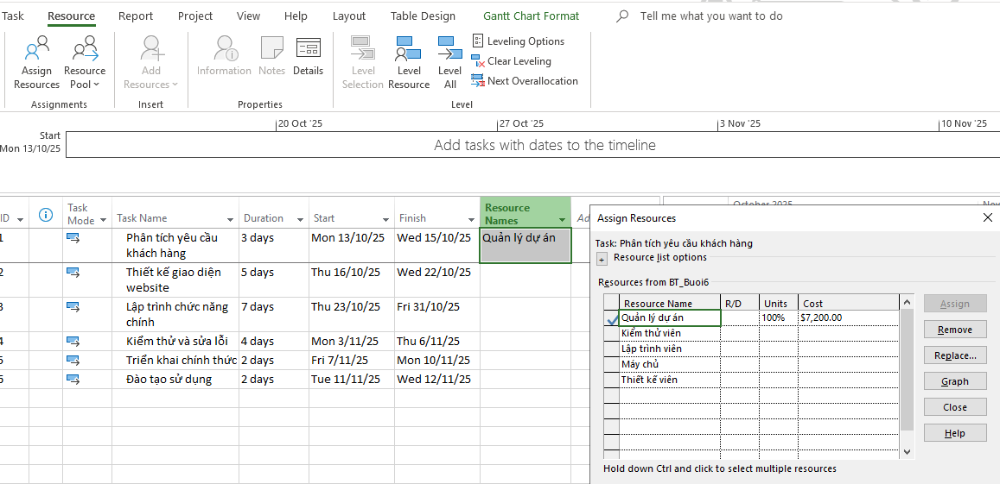 Task Resource Report Project View Help Layout Table Design Gantt Chart Format Tell me what you want to do
Assign Resources
Resource Pool
Add Resources
Information
Notes
Details
Level Selection
Level Resource
Level All
Leveling Options
Clear Leveling
Next Overallocation
Assignments
Insert
Properties
Level
Start
Mon 13/10/25
20 Oct '25
27 Oct '25
3 Nov '25
10 Nov '25
Add tasks with dates to the timeline
ID
Task Mode
Task Name
Duration
Start
Finish
Resource Names
1 Phân tích yêu cầu khách hàng 3 days Mon 13/10/25 Wed 15/10/25 Quản lý dự án
2 Thiết kế giao diện website 5 days Thu 16/10/25 Wed 22/10/25
3 Lập trình chức năng chính 7 days Thu 23/10/25 Fri 31/10/25
4 Kiểm thử và sửa lỗi 4 days Mon 3/11/25 Thu 6/11/25
5 Triển khai chính thức 2 days Fri 7/11/25 Mon 10/11/25
6 Đào tạo sử dụng 2 days Tue 11/11/25 Wed 12/11/25
Assign Resources
Task: Phân tích yêu cầu khách hàng
+ Resource list options
Resources from BT_Buoi6
Resource Name R/D Units Cost
Quản lý dự án 100% $7,200.00
Kiểm thử viên
Lập trình viên
Máy chủ
Thiết kế viên
Assign
Remove
Replace...
Graph
Close
Help
Hold down Ctrl and click to select multiple resources